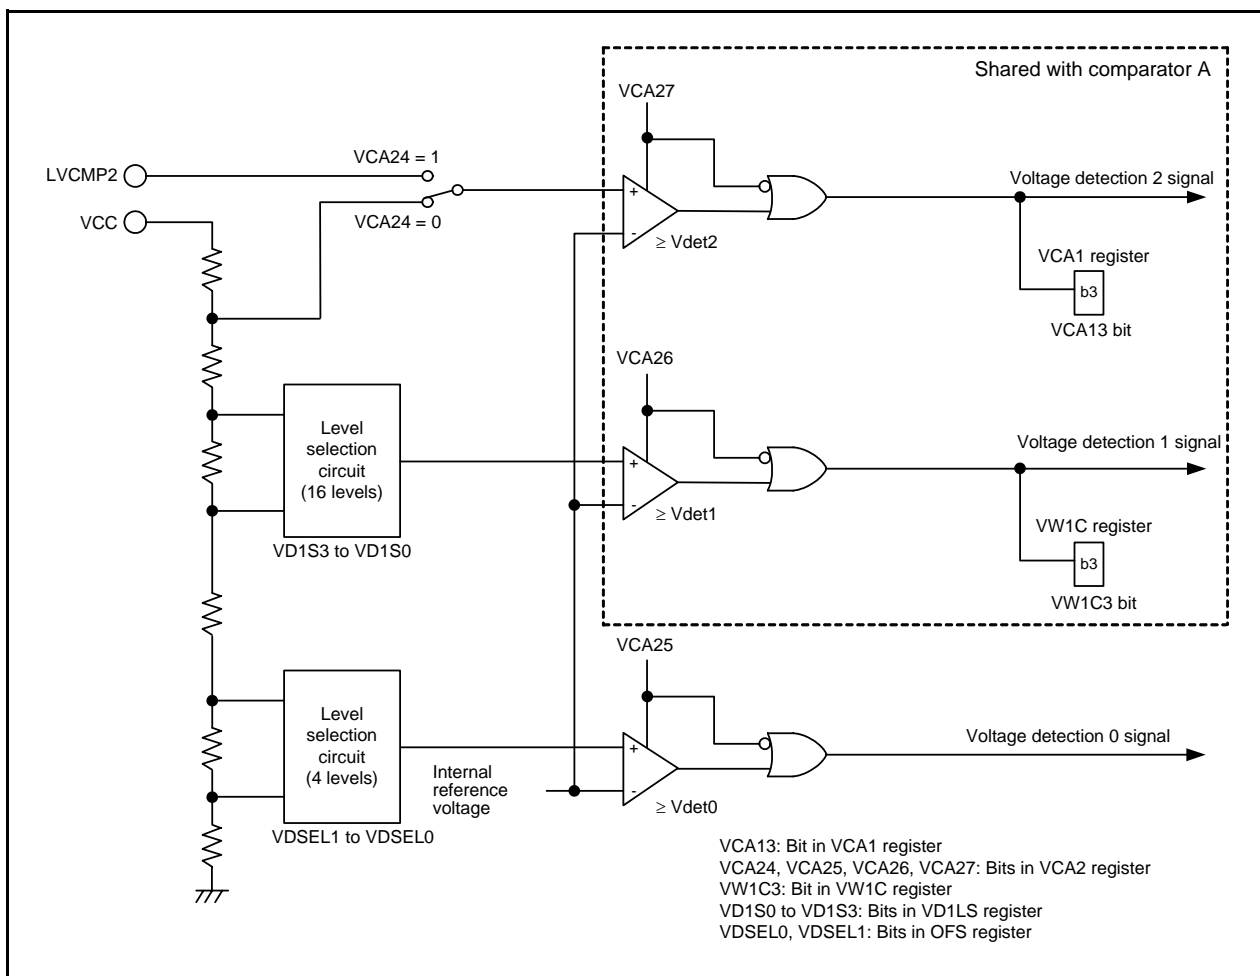 Shared with comparator A
VCA27
LVCMP2
VCA24 = 1
VCC
VCA24 = 0
+
-
≥ Vdet2
Voltage detection 2 signal
VCA1 register
b3
VCA13 bit
VCA26
Level
selection
circuit
(16 levels)
VD1S3 to VD1S0
+
-
≥ Vdet1
Voltage detection 1 signal
VW1C register
b3
VW1C3 bit
VCA25
Level
selection
circuit
(4 levels)
VDSEL1 to VDSEL0
Internal
reference
voltage
+
-
≥ Vdet0
Voltage detection 0 signal
VCA13: Bit in VCA1 register
VCA24, VCA25, VCA26, VCA27: Bits in VCA2 register
VW1C3: Bit in VW1C register
VD1S0 to VD1S3: Bits in VD1LS register
VDSEL0, VDSEL1: Bits in OFS register